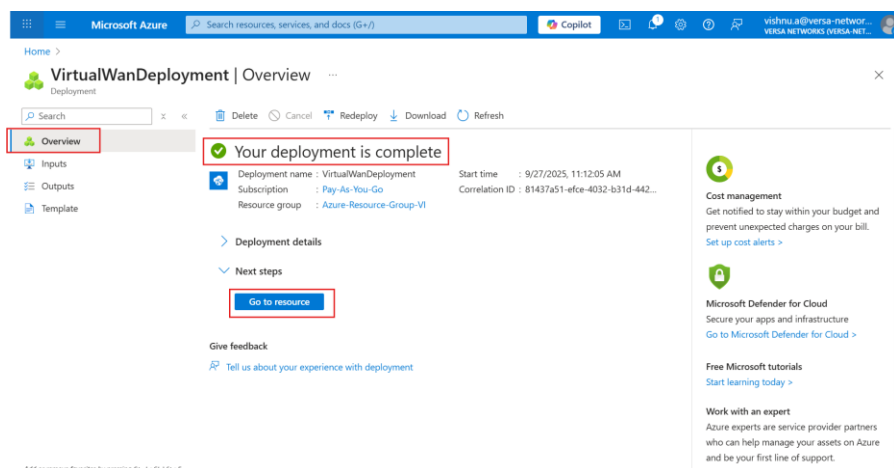 Microsoft Azure
Search resources, services, and docs (G+/)
Copilot
vishnu.a@versa-networ...
VERSA NETWORKS (VERSA-NET...
Home >
VirtualWanDeployment | Overview ...
Deployment
Search
Delete
Cancel
Redeploy
Download
Refresh
Overview
Inputs
Outputs
Template
Your deployment is complete
Deployment name : VirtualWanDeployment
Subscription : Pay-As-You-Go
Resource group : Azure-Resource-Group-VI
Start time : 9/27/2025, 11:12:05 AM
Correlation ID : 81437a51-efce-4032-b31d-442...
Deployment details
Next steps
Go to resource
Give feedback
Tell us about your experience with deployment
Cost management
Get notified to stay within your budget and
prevent unexpected charges on your bill.
Set up cost alerts >
Microsoft Defender for Cloud
Secure your apps and infrastructure
Go to Microsoft Defender for Cloud >
Free Microsoft tutorials
Start learning today >
Work with an expert
Azure experts are service provider partners
who can help manage your assets on Azure
and be your first line of support.